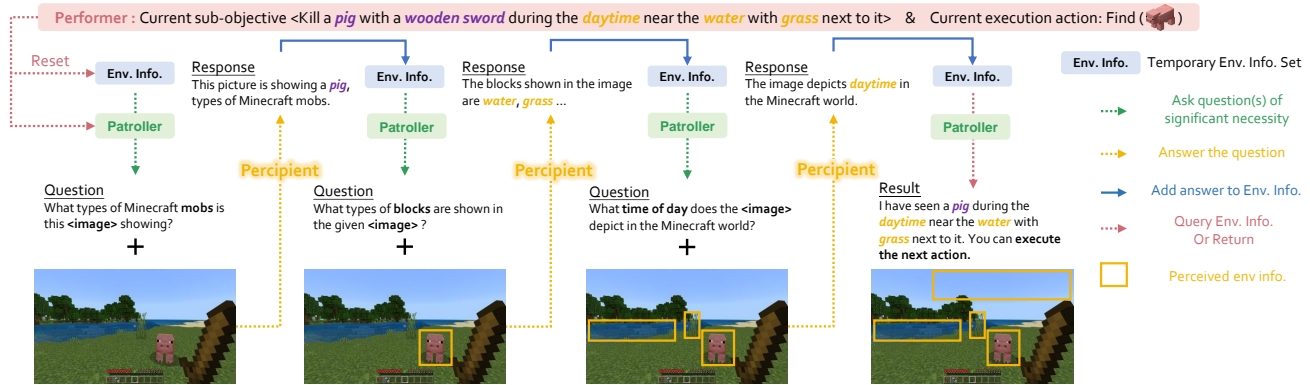 Performer : Current sub-objective <Kill a pig with a wooden sword during the daytime near the water with grass next to it> & Current execution action: Find ( )
Reset
Env. Info.
Patroller
Question
What types of Minecraft mobs is
this <image> showing?
+
Response
This picture is showing a pig,
types of Minecraft mobs.
Percipient
Env. Info.
Patroller
Question
What types of blocks are shown in
the given <image> ?
+
Response
The blocks shown in the image
are water, grass ...
Percipient
Env. Info.
Patroller
Question
What time of day does the <image>
depict in the Minecraft world?
+
Response
The image depicts daytime in
the Minecraft world.
Percipient
Env. Info.
Patroller
Result
I have seen a pig during the
daytime near the water with
grass next to it. You can execute
the next action.
Env. Info. Temporary Env. Info. Set
Ask question(s) of
significant necessity
Answer the question
Add answer to Env. Info.
Query Env. Info.
Or Return
Perceived env info.